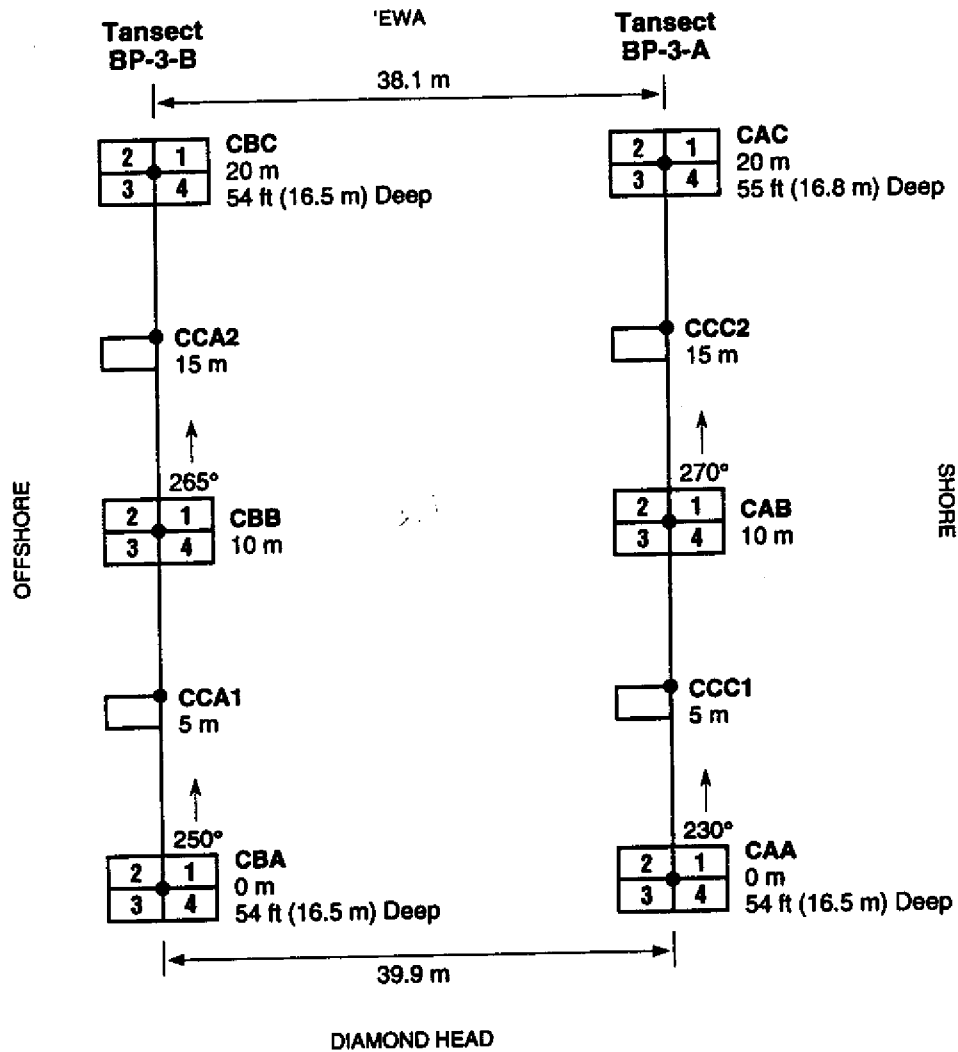 'EWA
Tansect
BP-3-B
Tansect
BP-3-A
38.1 m
2 1
3 4
CBC
20 m
54 ft (16.5 m) Deep
2 1
3 4
CAC
20 m
55 ft (16.8 m) Deep
CCA2
15 m
CCC2
15 m
OFFSHORE
SHORE
265°
2 1
3 4
CBB
10 m
270°
2 1
3 4
CAB
10 m
CCA1
5 m
CCC1
5 m
250°
2 1
3 4
CBA
0 m
54 ft (16.5 m) Deep
230°
2 1
3 4
CAA
0 m
54 ft (16.5 m) Deep
39.9 m
DIAMOND HEAD